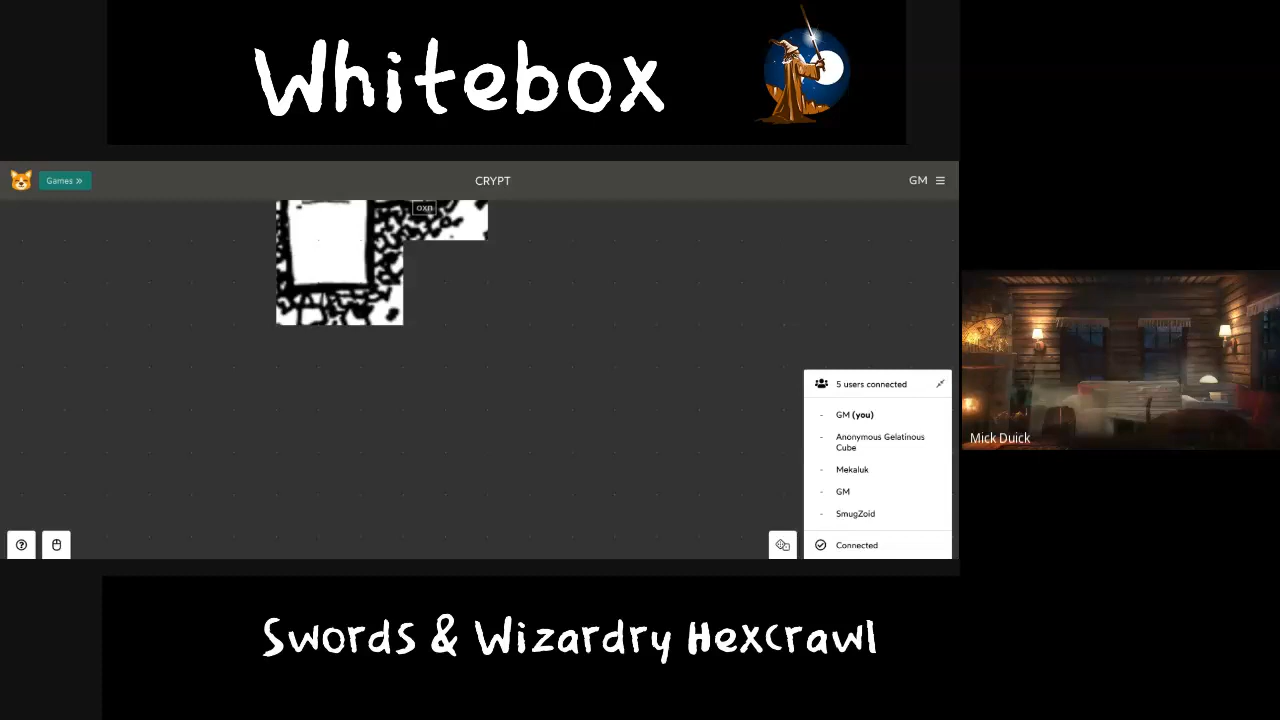 Whitebox
Games »
CRYPT
GM
oxn
5 users connected
- GM (you)
- Anonymous Gelatinous
Cube
- Mekaluk
- GM
- SmugZoid
Connected
Mick Duick
Swords & Wizardry Hexcrawl